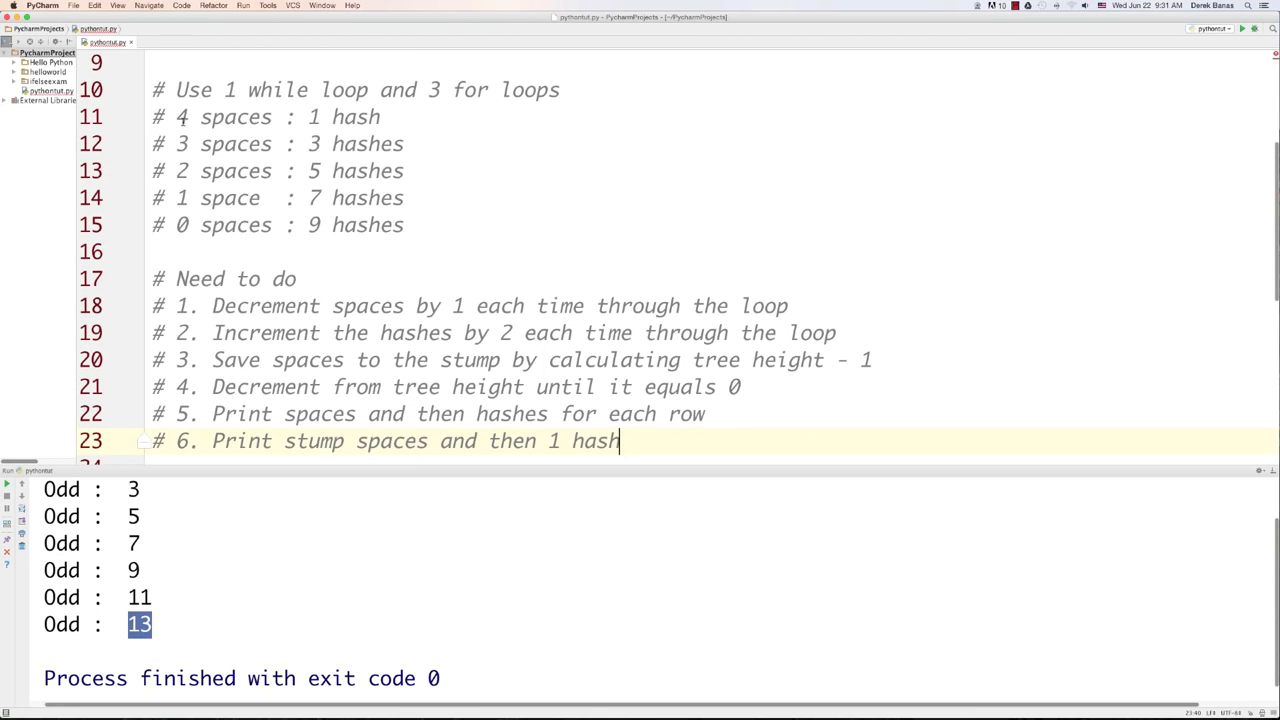 PyCharm File Edit View Navigate Code Refactor Run Tools VCS Window Help
10 Wed Jun 22 9:31 AM Derek Banas
pythontut.py - PycharmProjects - [~/PycharmProjects]
PycharmProjects pythontut.py
pythontut
pythontut.py
PycharmProject
Hello Python
helloworld
ifelseexam
pythontut.py
External Librarie
9
10 # Use 1 while loop and 3 for loops
11 # 4 spaces : 1 hash
12 # 3 spaces : 3 hashes
13 # 2 spaces : 5 hashes
14 # 1 space  : 7 hashes
15 # 0 spaces : 9 hashes
16
17 # Need to do
18 # 1. Decrement spaces by 1 each time through the loop
19 # 2. Increment the hashes by 2 each time through the loop
20 # 3. Save spaces to the stump by calculating tree height - 1
21 # 4. Decrement from tree height until it equals 0
22 # 5. Print spaces and then hashes for each row
23 # 6. Print stump spaces and then 1 hash
Run pythontut
Odd :  3
Odd :  5
Odd :  7
Odd :  9
Odd :  11
Odd :  13
Process finished with exit code 0
23:40 LF÷ UTF-8÷